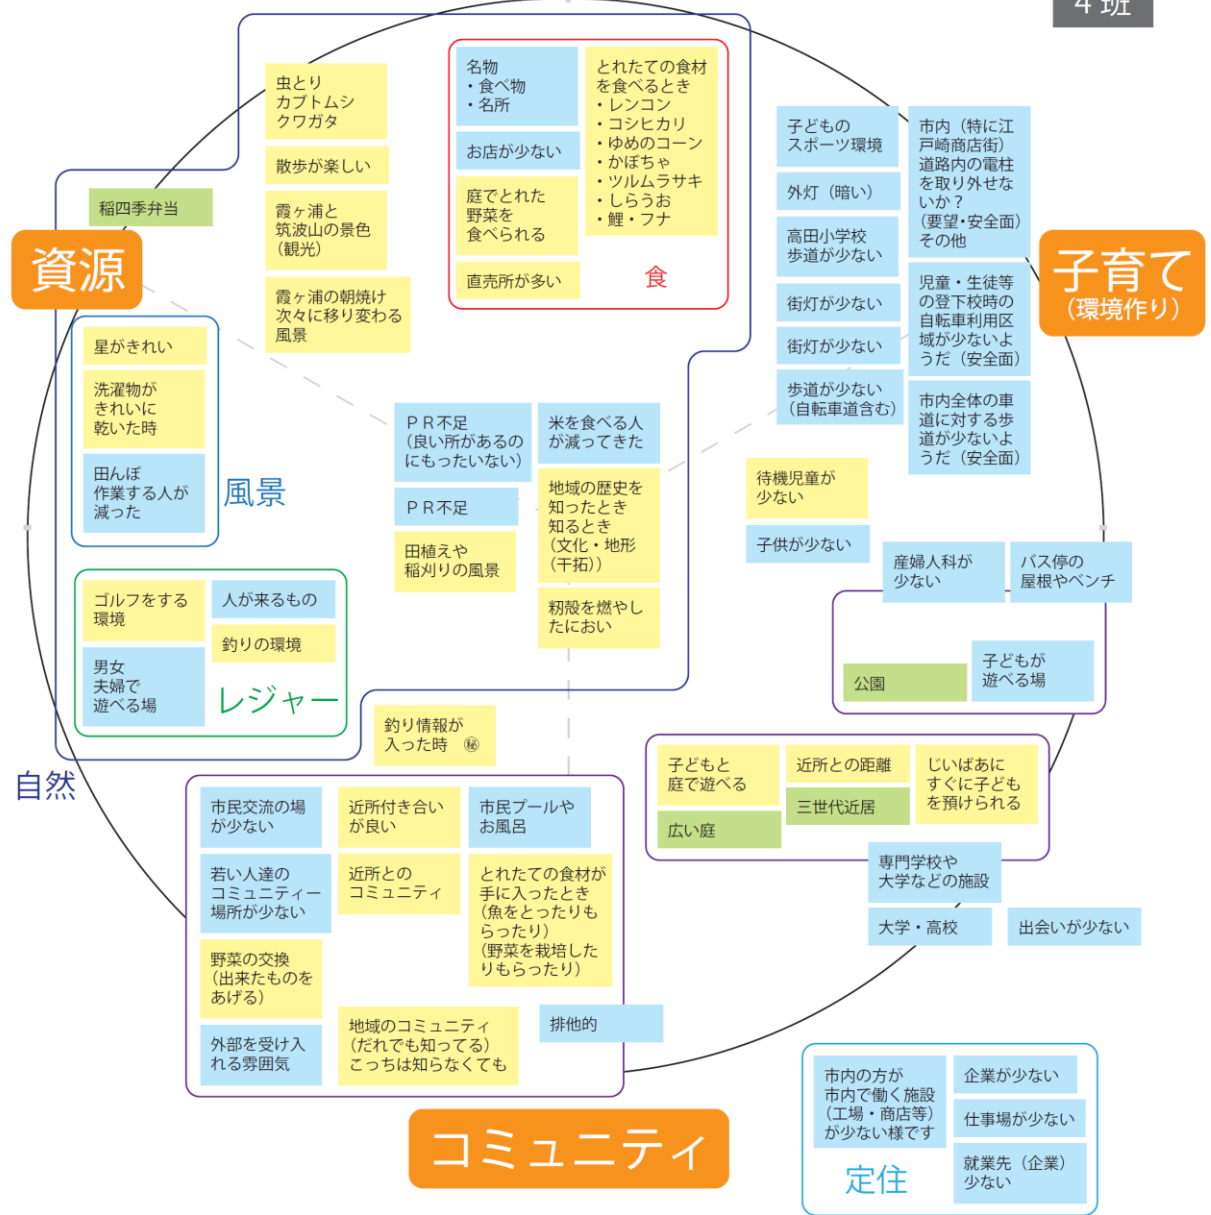 4班
資源
子育て
（環境作り）
コミュニティ
自然
虫とり
カブトムシ
クワガタ
散歩が楽しい
霞ヶ浦と
筑波山の景色
（観光）
霞ヶ浦の朝焼け
次々に移り変わる
風景
稲四季弁当
名物
・食べ物
・名所
お店が少ない
庭でとれた
野菜を
食べられる
直売所が多い
とれたての食材
を食べるとき
・レンコン
・コシヒカリ
・ゆめのコーン
・かぼちゃ
・ツルムラサキ
・しらうお
・鯉・フナ
食
子どもの
スポーツ環境
外灯（暗い）
高田小学校
歩道が少ない
街灯が少ない
街灯が少ない
歩道が少ない
（自転車道含む）
市内（特に江
戸崎商店街）
道路内の電柱
を取り外せな
いか？
（要望・安全面）
その他
児童・生徒等
の登下校時の
自転車利用区
域が少ないよ
うだ（安全面）
市内全体の車
道に対する歩
道が少ないよ
うだ（安全面）
星がきれい
洗濯物が
きれいに
乾いた時
田んぼ
作業する人が
減った
風景
ＰＲ不足
（良い所があるの
にもったいない）
ＰＲ不足
田植えや
稲刈りの風景
米を食べる人
が減ってきた
地域の歴史を
知ったとき
知るとき
（文化・地形
（干拓））
籾殻を燃やし
たにおい
待機児童が
少ない
子供が少ない
産婦人科が
少ない
バス停の
屋根やベンチ
公園
子どもが
遊べる場
ゴルフをする
環境
人が来るもの
釣りの環境
男女
夫婦で
遊べる場
レジャー
釣り情報が
入った時　㊙
子どもと
庭で遊べる
広い庭
近所との距離
三世代近居
じいばあに
すぐに子ども
を預けられる
専門学校や
大学などの施設
大学・高校
出会いが少ない
市民交流の場
が少ない
若い人達の
コミュニティー
場所が少ない
野菜の交換
（出来たものを
あげる）
外部を受け入
れる雰囲気
近所付き合い
が良い
近所との
コミュニティ
地域のコミュニティ
（だれでも知ってる）
こっちは知らなくても
市民プールや
お風呂
とれたての食材が
手に入ったとき
（魚をとったりも
らったり）
（野菜を栽培した
りもらったり）
排他的
市内の方が
市内で働く施設
（工場・商店等）
が少ない様です
企業が少ない
仕事場が少ない
就業先（企業）
少ない
定住